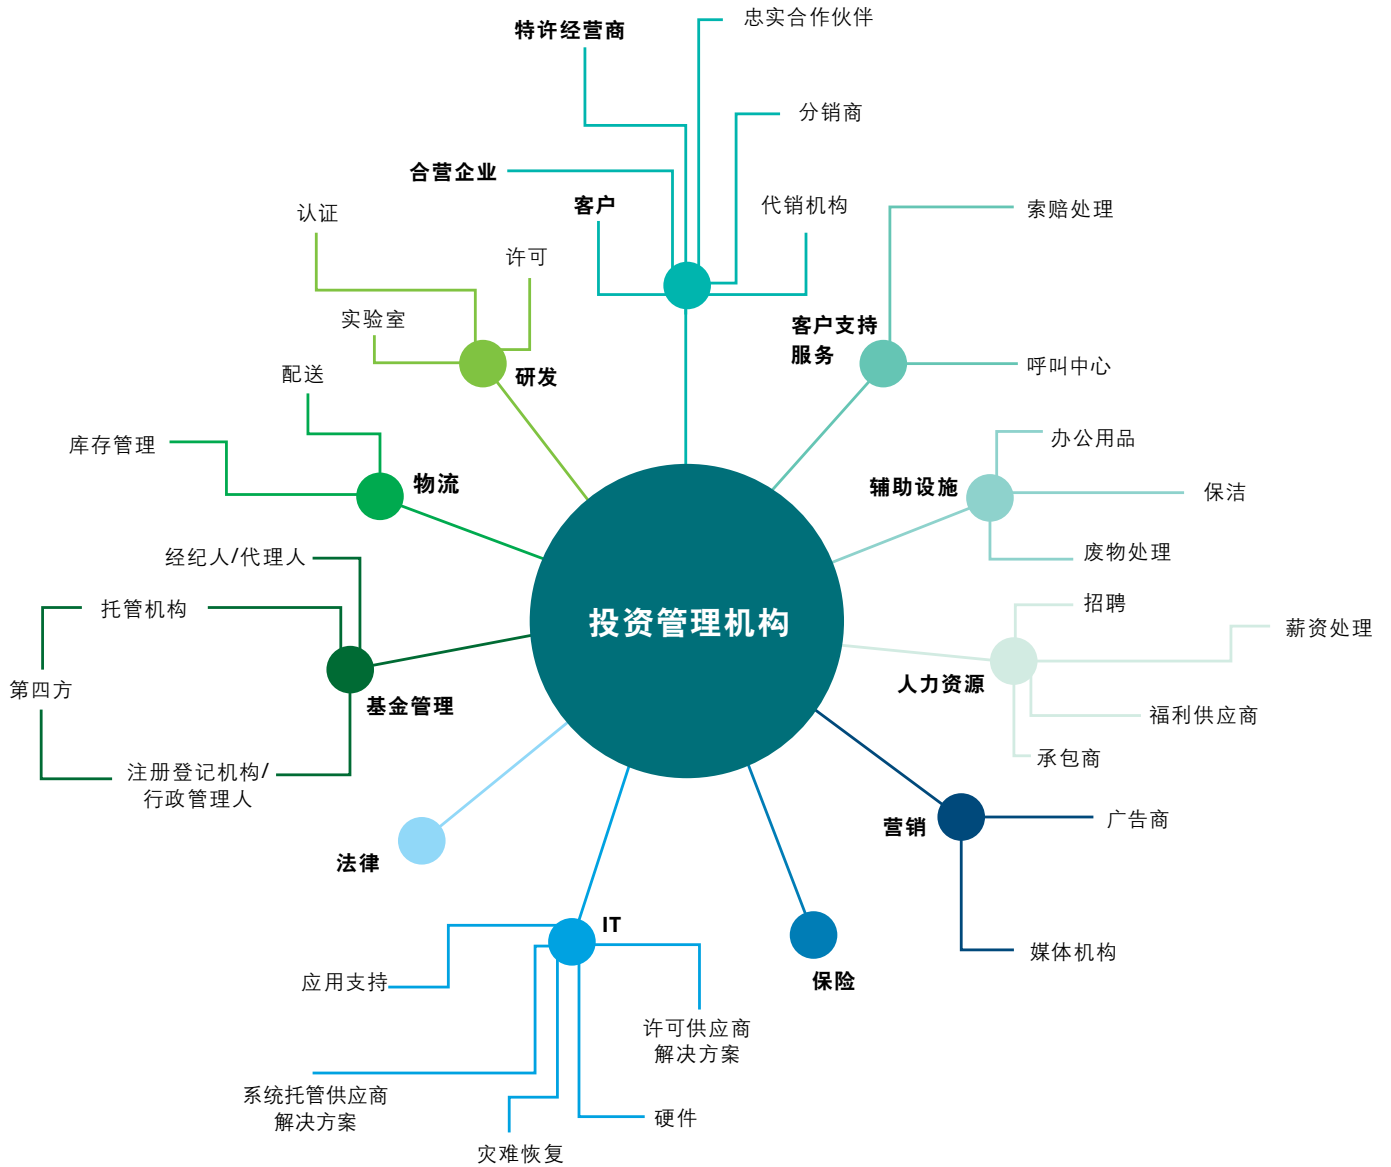 忠实合作伙伴
特许经营商
分销商
合营企业
客户
代销机构
认证
索赔处理
许可
实验室
客户支持
服务
呼叫中心
配送
研发
办公用品
库存管理
物流
辅助设施
保洁
废物处理
经纪人/代理人
托管机构
招聘
投资管理机构
薪资处理
第四方
人力资源
基金管理
福利供应商
承包商
注册登记机构/
行政管理人
营销
广告商
法律
IT
媒体机构
应用支持
保险
许可供应商
解决方案
系统托管供应商
解决方案
硬件
灾难恢复